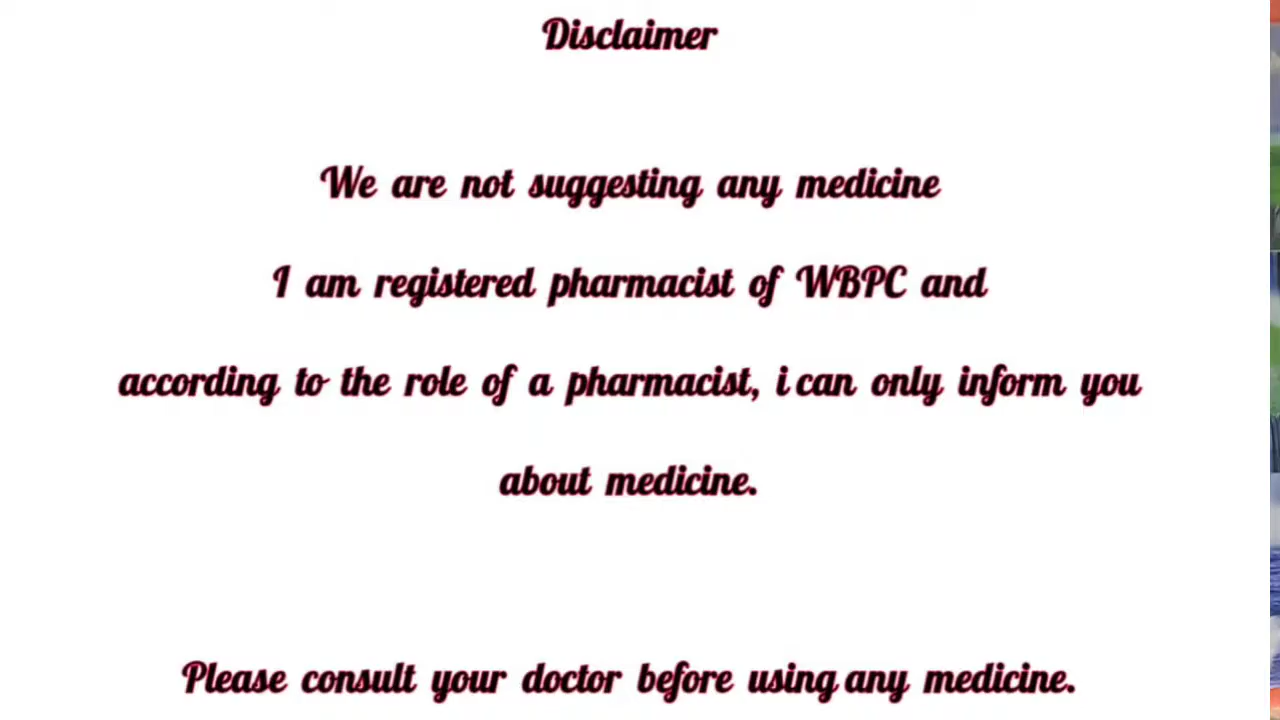 Disclaimer
We are not suggesting any medicine
I am registered pharmacist of WBPC and
according to the role of a pharmacist, i can only inform you
about medicine.
Please consult your doctor before using any medicine.